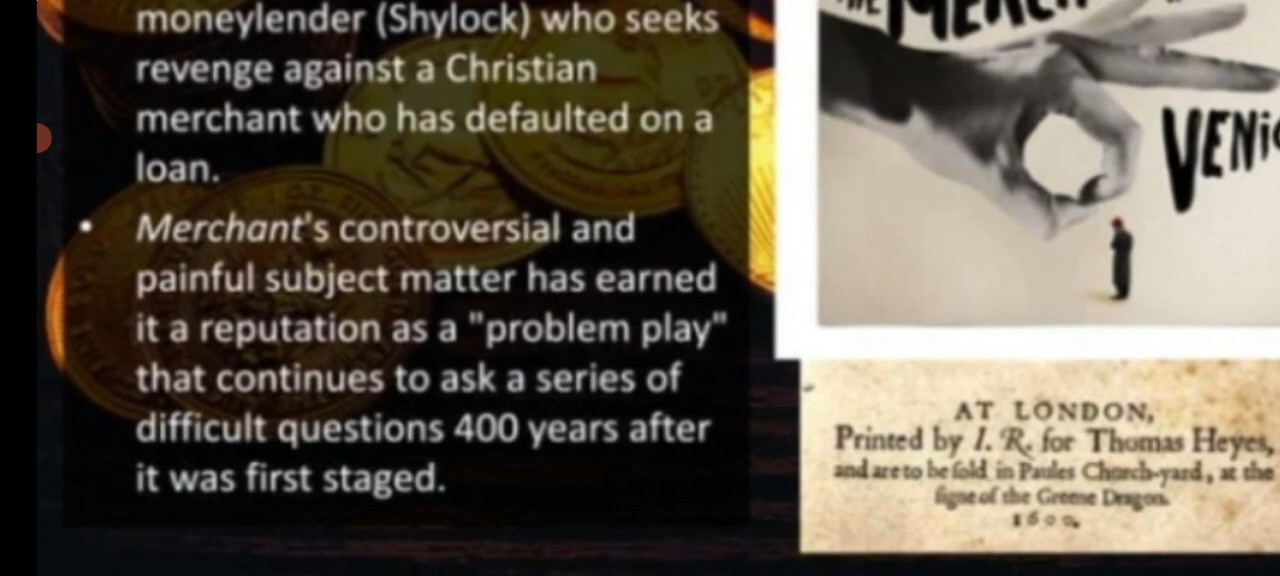 moneylender (Shylock) who seeks
revenge against a Christian
merchant who has defaulted on a
loan.
• Merchant's controversial and
painful subject matter has earned
it a reputation as a "problem play"
that continues to ask a series of
difficult questions 400 years after
it was first staged.
VENi
AT LONDON,
Printed by I. R. for Thomas Heyes,
and are to be ſold in Paules Church-yard, at the
ſigne of the Greene Dragon.
1600.